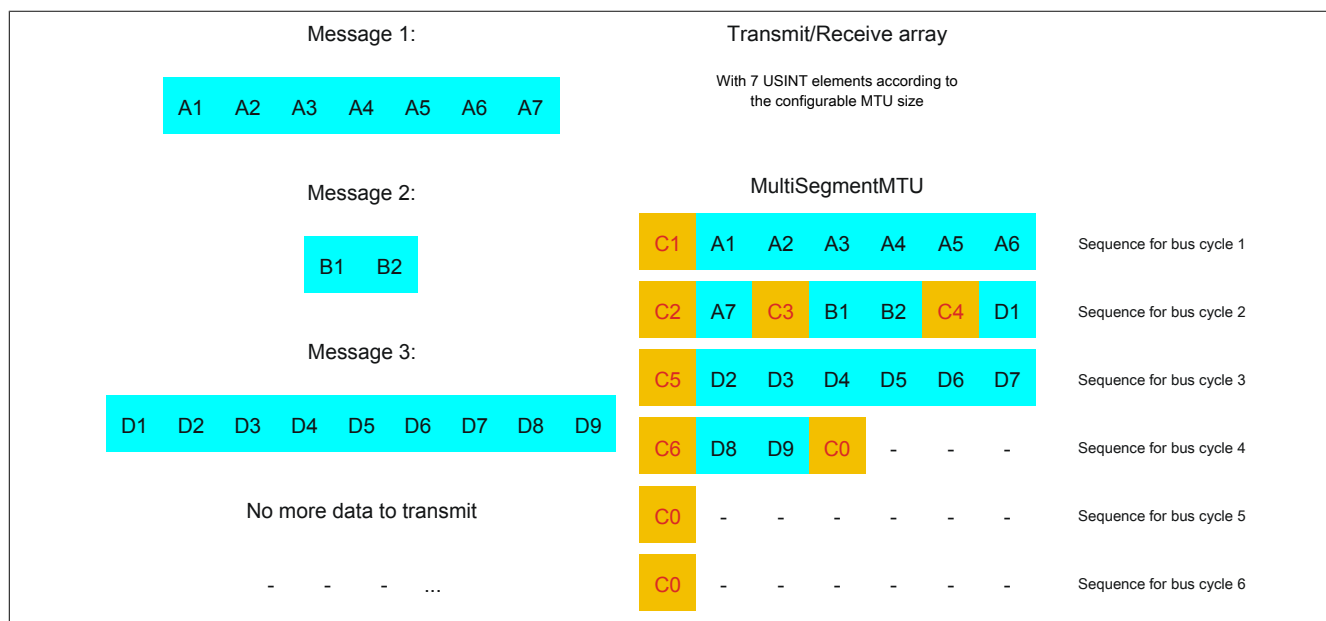 Message 1:
A1 A2 A3 A4 A5 A6 A7
Message 2:
B1 B2
Message 3:
D1 D2 D3 D4 D5 D6 D7 D8 D9
No more data to transmit
- - - ...
Transmit/Receive array
With 7 USINT elements according to
the configurable MTU size
MultiSegmentMTU
C1 A1 A2 A3 A4 A5 A6 Sequence for bus cycle 1
C2 A7 C3 B1 B2 C4 D1 Sequence for bus cycle 2
C5 D2 D3 D4 D5 D6 D7 Sequence for bus cycle 3
C6 D8 D9 C0 - - - Sequence for bus cycle 4
C0 - - - - - - Sequence for bus cycle 5
C0 - - - - - - Sequence for bus cycle 6